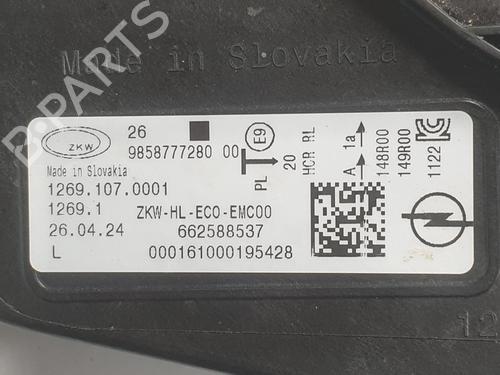 Made in Slovakia
B-PARTS
ZKW
26
9858777280 00
Made in Slovakia
1269.107.0001
1269.1 ZKW-HL-ECO-EMC00
26.04.24 662588537
L 000161000195428
E9
PL
20
HCR RL
A 1a
148R00
149R00
1122
12